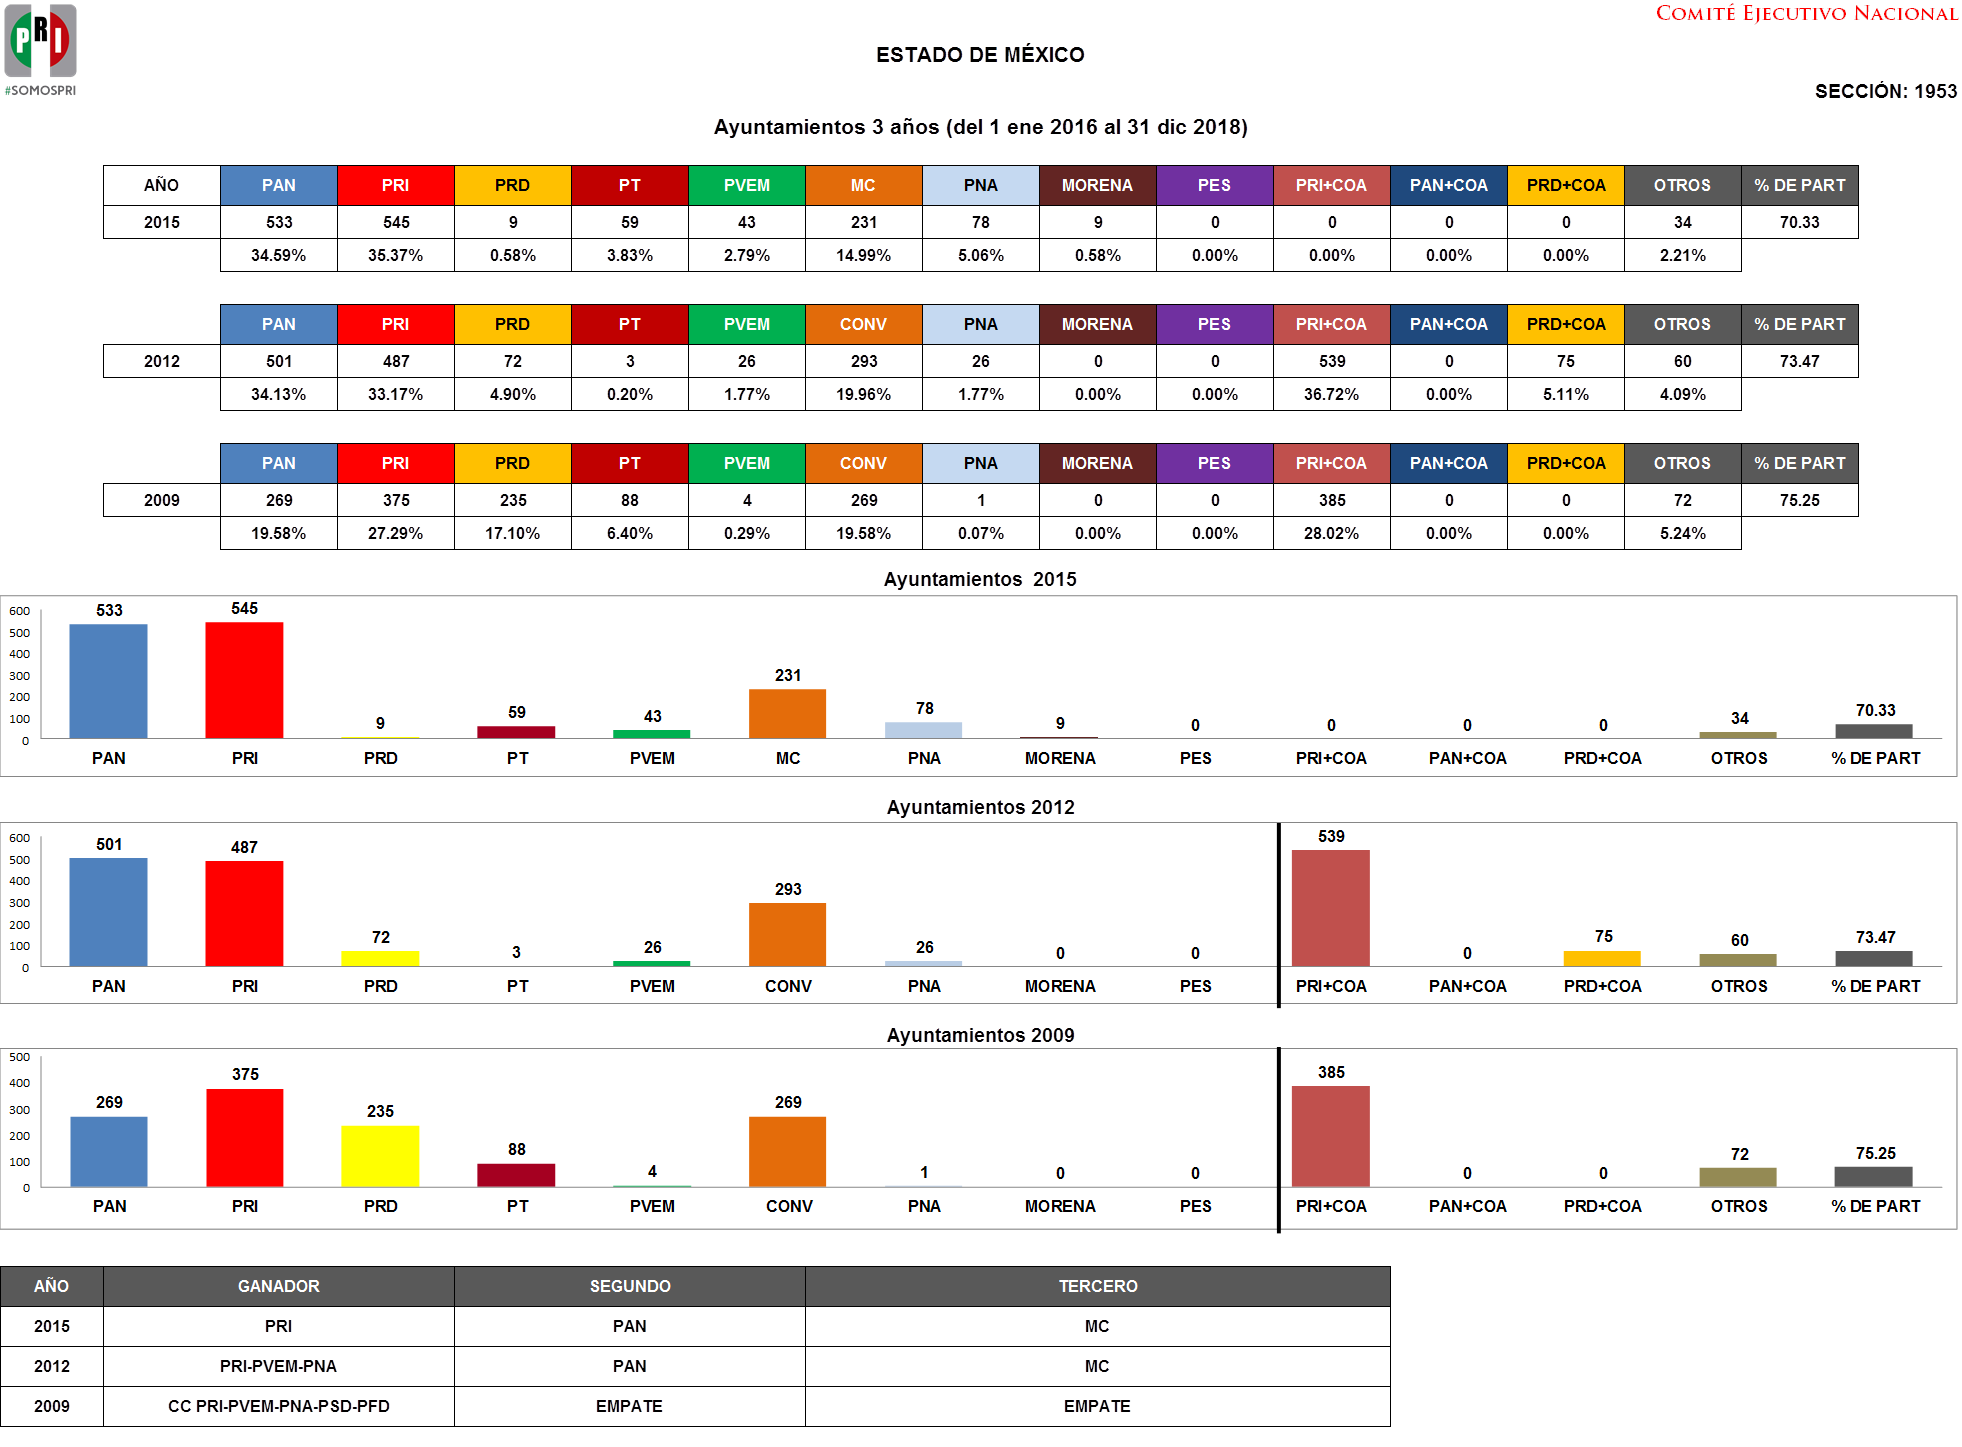 PRI
#SOMOSPRI
COMITÉ EJECUTIVO NACIONAL
ESTADO DE MÉXICO
SECCIÓN: 1953
Ayuntamientos 3 años (del 1 ene 2016 al 31 dic 2018)
AÑO PAN PRI PRD PT PVEM MC PNA MORENA PES PRI+COA PAN+COA PRD+COA OTROS % DE PART
2015 533 545 9 59 43 231 78 9 0 0 0 0 34 70.33
34.59% 35.37% 0.58% 3.83% 2.79% 14.99% 5.06% 0.58% 0.00% 0.00% 0.00% 0.00% 2.21%
PAN PRI PRD PT PVEM CONV PNA MORENA PES PRI+COA PAN+COA PRD+COA OTROS % DE PART
2012 501 487 72 3 26 293 26 0 0 539 0 75 60 73.47
34.13% 33.17% 4.90% 0.20% 1.77% 19.96% 1.77% 0.00% 0.00% 36.72% 0.00% 5.11% 4.09%
PAN PRI PRD PT PVEM CONV PNA MORENA PES PRI+COA PAN+COA PRD+COA OTROS % DE PART
2009 269 375 235 88 4 269 1 0 0 385 0 0 72 75.25
19.58% 27.29% 17.10% 6.40% 0.29% 19.58% 0.07% 0.00% 0.00% 28.02% 0.00% 0.00% 5.24%
Ayuntamientos 2015
600
500
400
300
200
100
0
533 545 9 59 43 231 78 9 0 0 0 0 34 70.33
PAN PRI PRD PT PVEM MC PNA MORENA PES PRI+COA PAN+COA PRD+COA OTROS % DE PART
Ayuntamientos 2012
600
500
400
300
200
100
0
501 487 72 3 26 293 26 0 0 539 0 75 60 73.47
PAN PRI PRD PT PVEM CONV PNA MORENA PES PRI+COA PAN+COA PRD+COA OTROS % DE PART
Ayuntamientos 2009
500
400
300
200
100
0
269 375 235 88 4 269 1 0 0 385 0 0 72 75.25
PAN PRI PRD PT PVEM CONV PNA MORENA PES PRI+COA PAN+COA PRD+COA OTROS % DE PART
AÑO GANADOR SEGUNDO TERCERO
2015 PRI PAN MC
2012 PRI-PVEM-PNA PAN MC
2009 CC PRI-PVEM-PNA-PSD-PFD EMPATE EMPATE